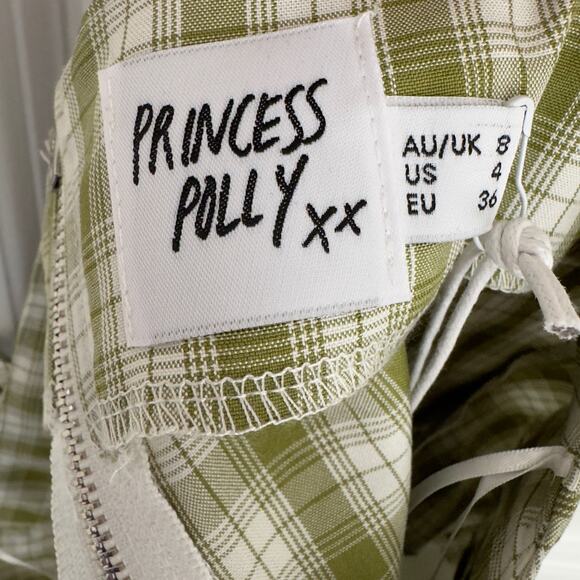 PRINCESS
POLLY xx
AU/UK 8
US 4
EU 36